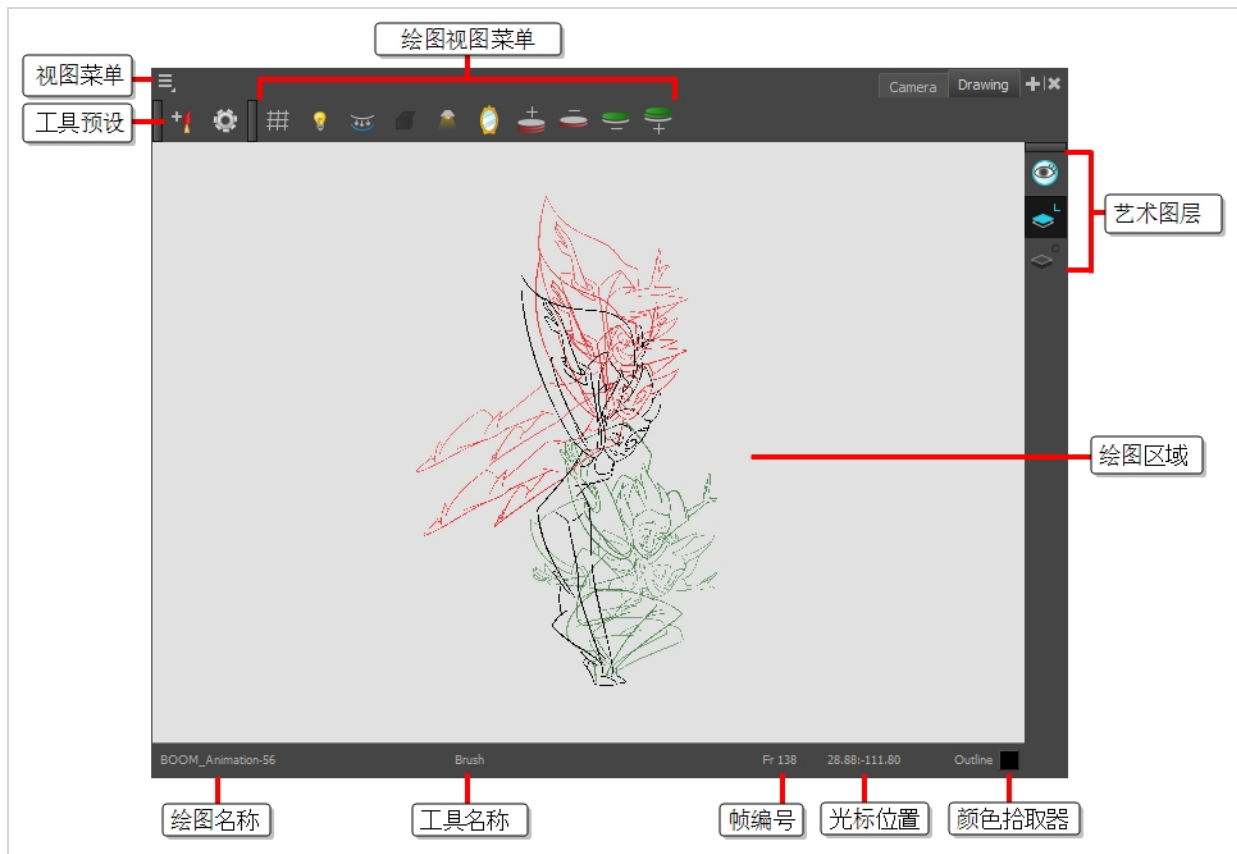 绘图视图菜单
视图菜单
Camera
Drawing
工具预设
L
艺术图层
C
绘图区域
BOOM_Animation-56
Brush
Fr 138
28.88:-111.80
Outline
绘图名称
工具名称
帧编号
光标位置
颜色拾取器